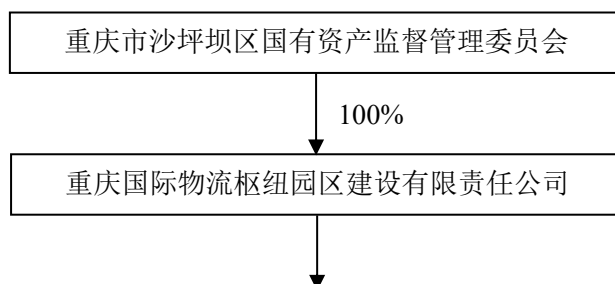 重庆市沙坪坝区国有资产监督管理委员会
100%
重庆国际物流枢纽园区建设有限责任公司